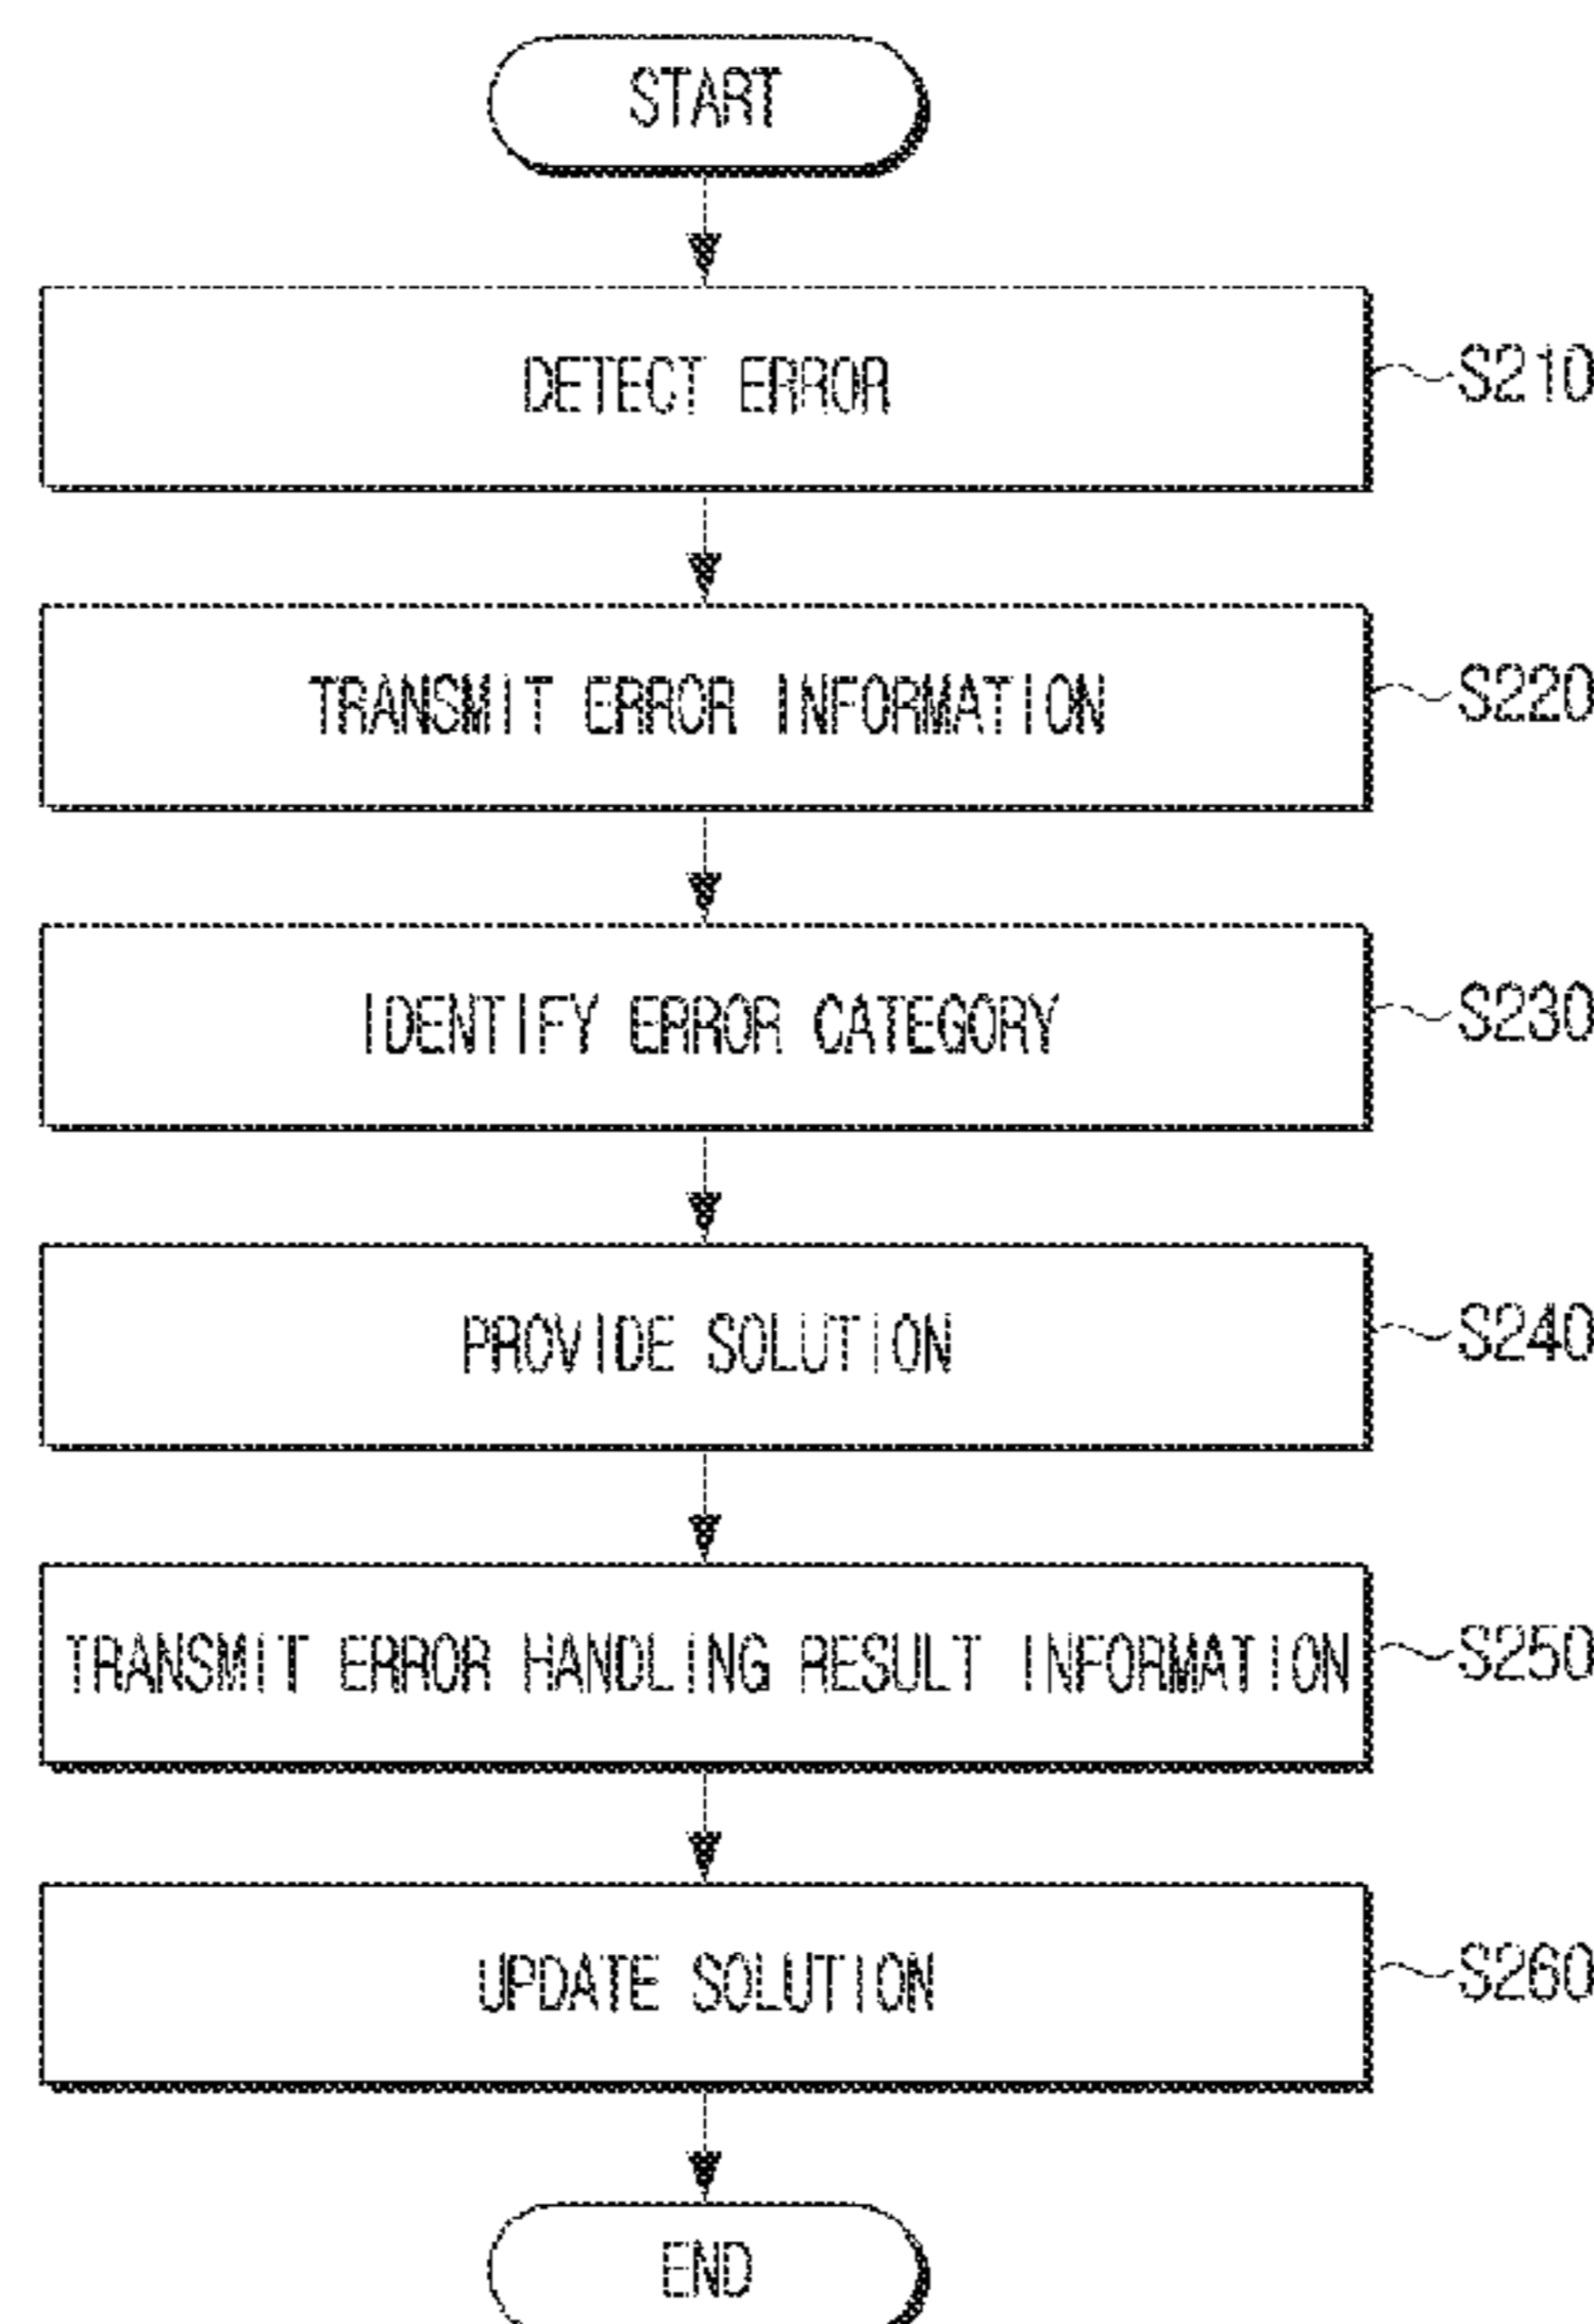 START
DETECT ERROR
S210
TRANSMIT ERROR INFORMATION
S220
IDENTIFY ERROR CATEGORY
S230
PROVIDE SOLUTION
S240
TRANSMIT ERROR HANDLING RESULT INFORMATION
S250
UPDATE SOLUTION
S260
END